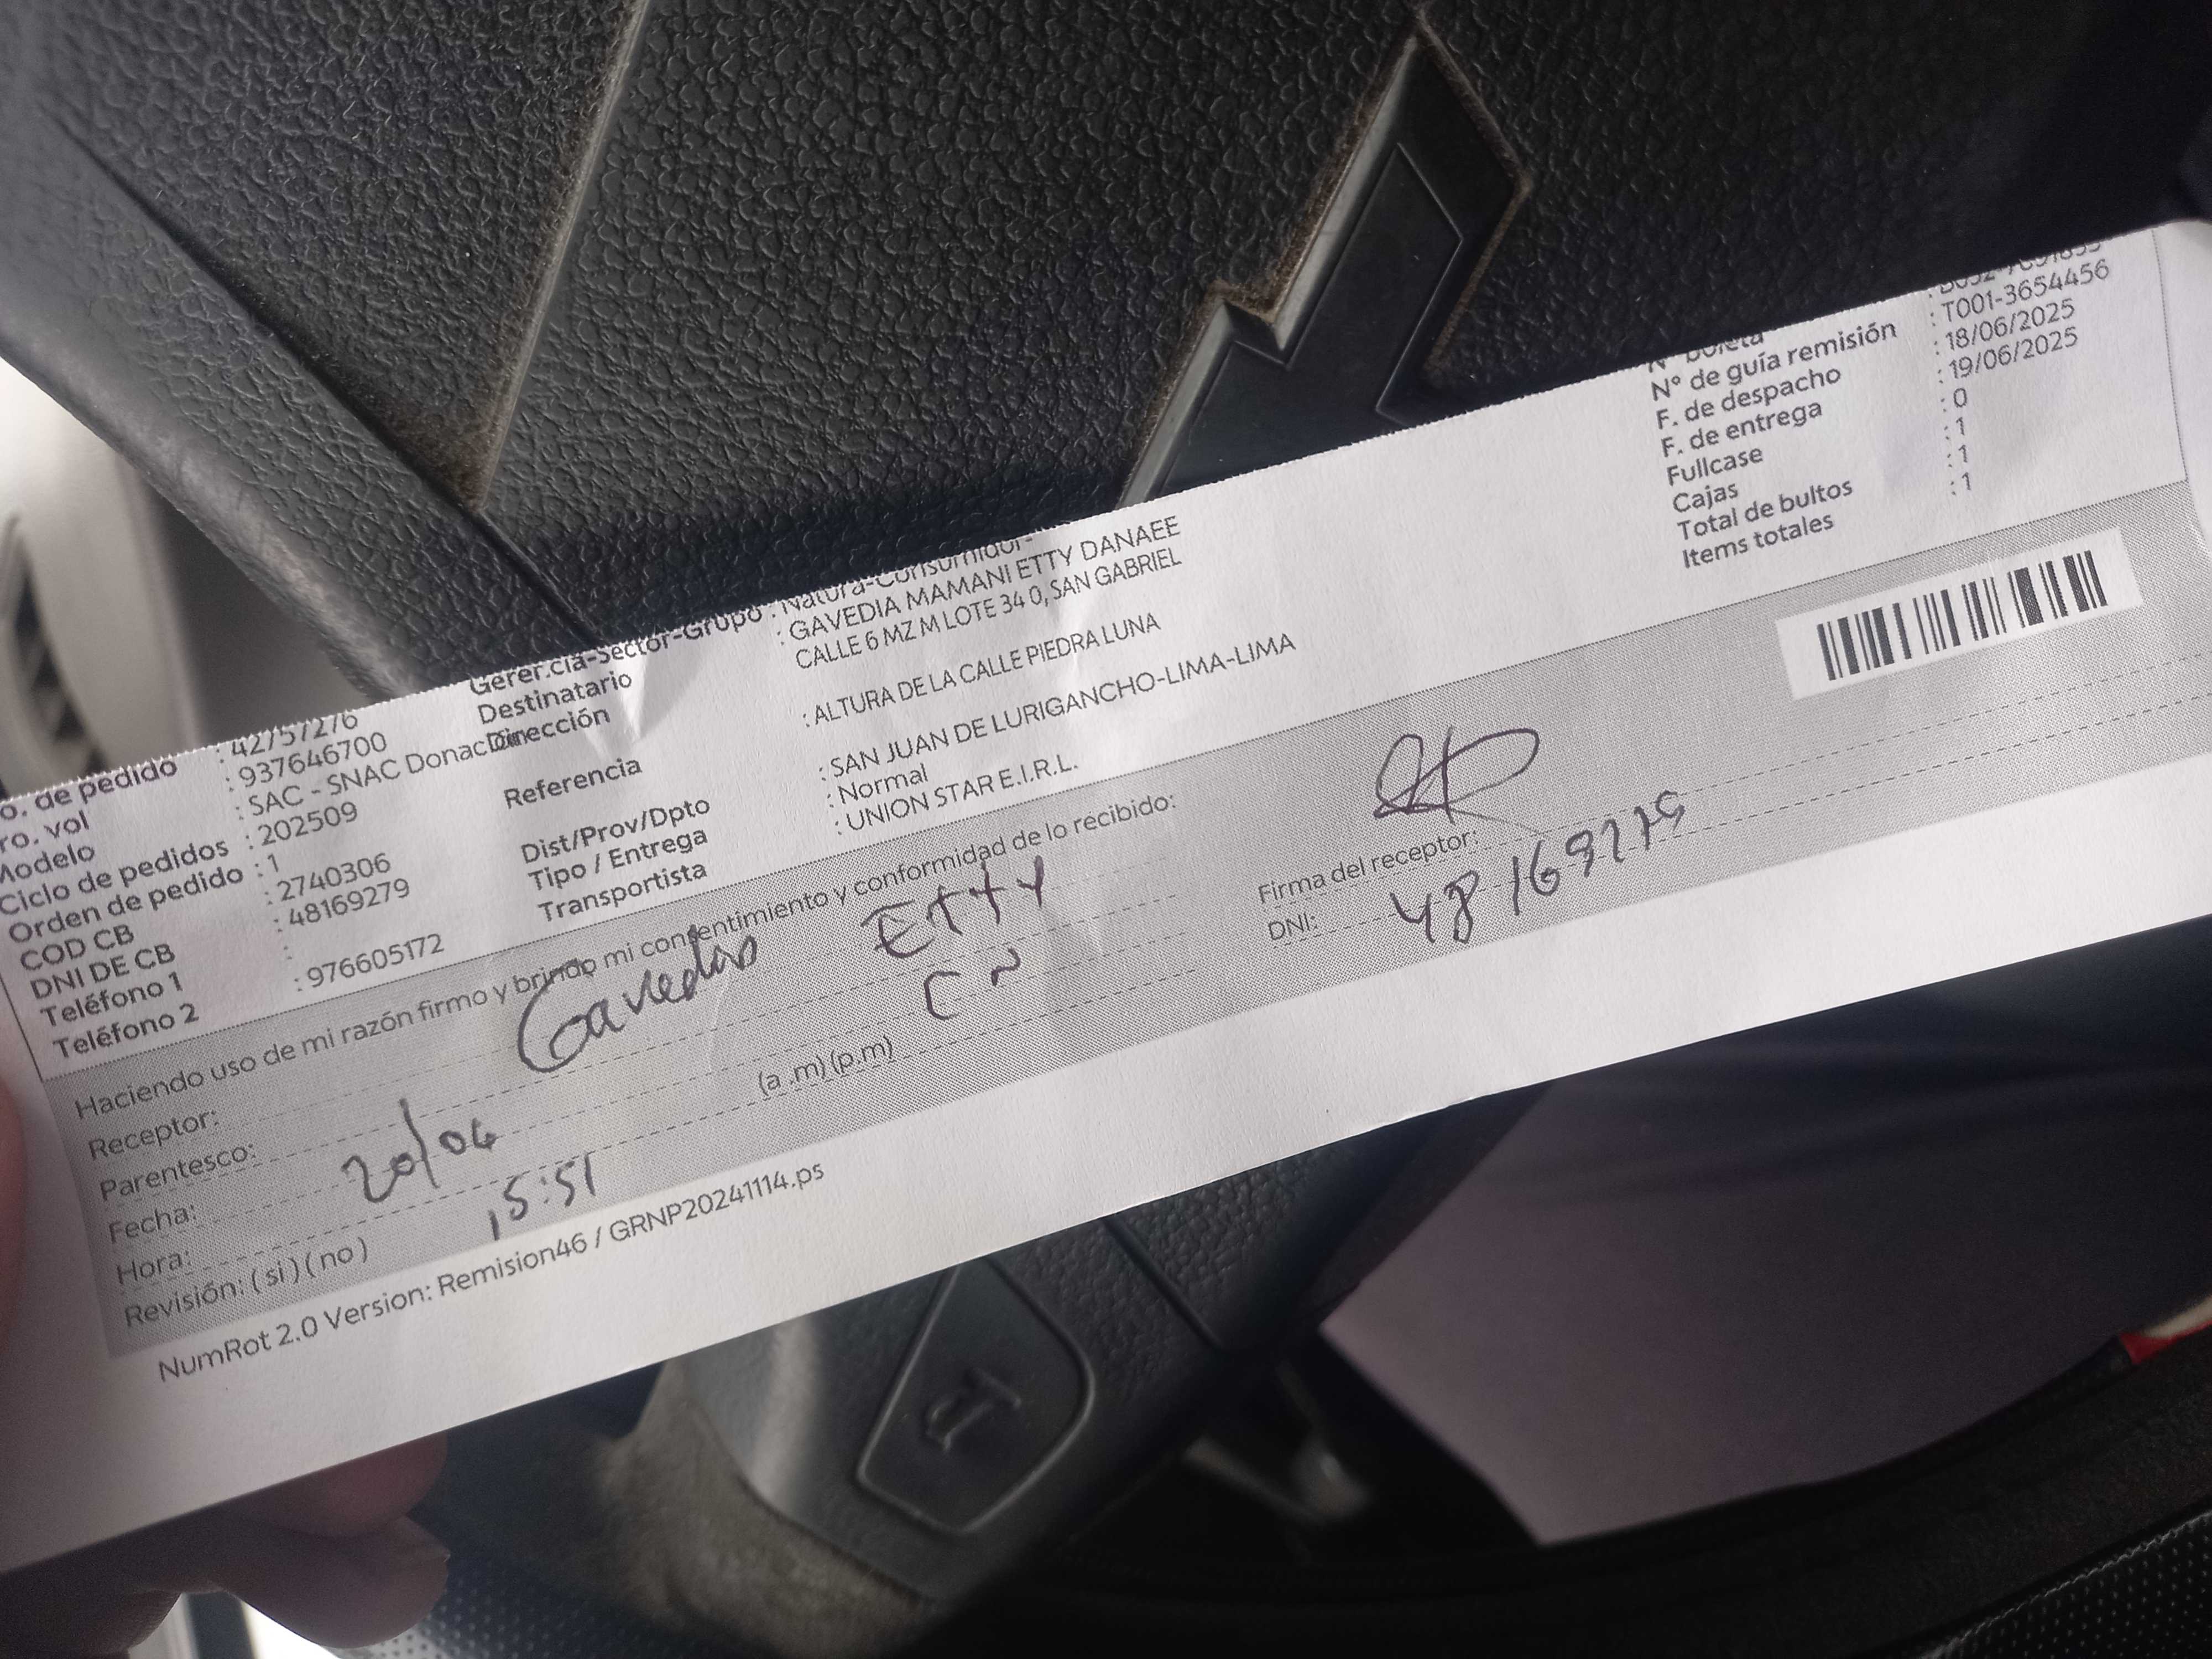 o. de pedido : 42757276
ro. vol : 937646700
Modelo : SAC - SNAC Donac
Ciclo de pedidos : 202509
Orden de pedido : 1
COD CB : 2740306
DNI DE CB : 48169279
Teléfono 1 :
Teléfono 2 : 976605172
Gerencia-Sector-Grupo : Natura-Consumidor-
Destinatario : GAVEDIA MAMANI ETTY DANAEE
Dirección : CALLE 6 MZ M LOTE 34 0, SAN GABRIEL
Referencia : ALTURA DE LA CALLE PIEDRA LUNA
Dist/Prov/Dpto : SAN JUAN DE LURIGANCHO-LIMA-LIMA
Tipo / Entrega : Normal
Transportista : UNION STAR E.I.R.L.
N° boleta
N° de guía remisión : T001-3654456
F. de despacho : 18/06/2025
F. de entrega : 19/06/2025
Fullcase : 0
Cajas : 1
Total de bultos : 1
Items totales : 1
Haciendo uso de mi razón firmo y brindo mi consentimiento y conformidad de lo recibido:
Receptor: Etty
Parentesco:
Fecha: 20/06
Hora: 15:51 (a .m) (p.m)
Revisión: ( si ) ( no )
Firma del receptor:
DNI: 48169279
NumRot 2.0 Version: Remision46 / GRNP20241114.ps